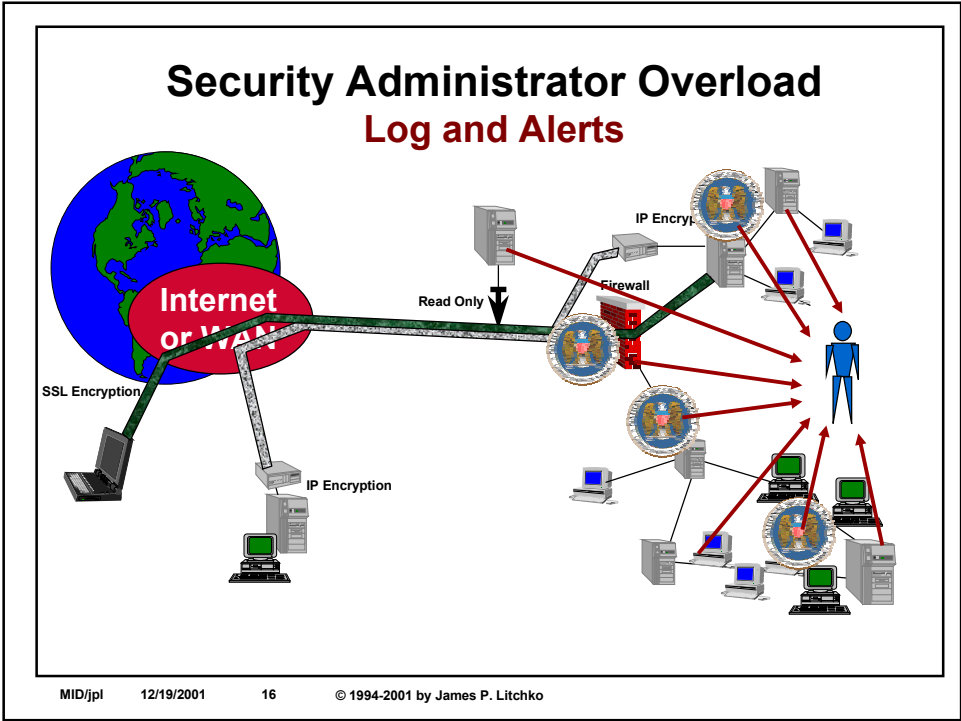 Security Administrator Overload
Log and Alerts
Internet
or WAN
Read Only
IP Encryp
Firewall
SSL Encryption
IP Encryption
MID/jpl 12/19/2001 16 © 1994-2001 by James P. Litchko